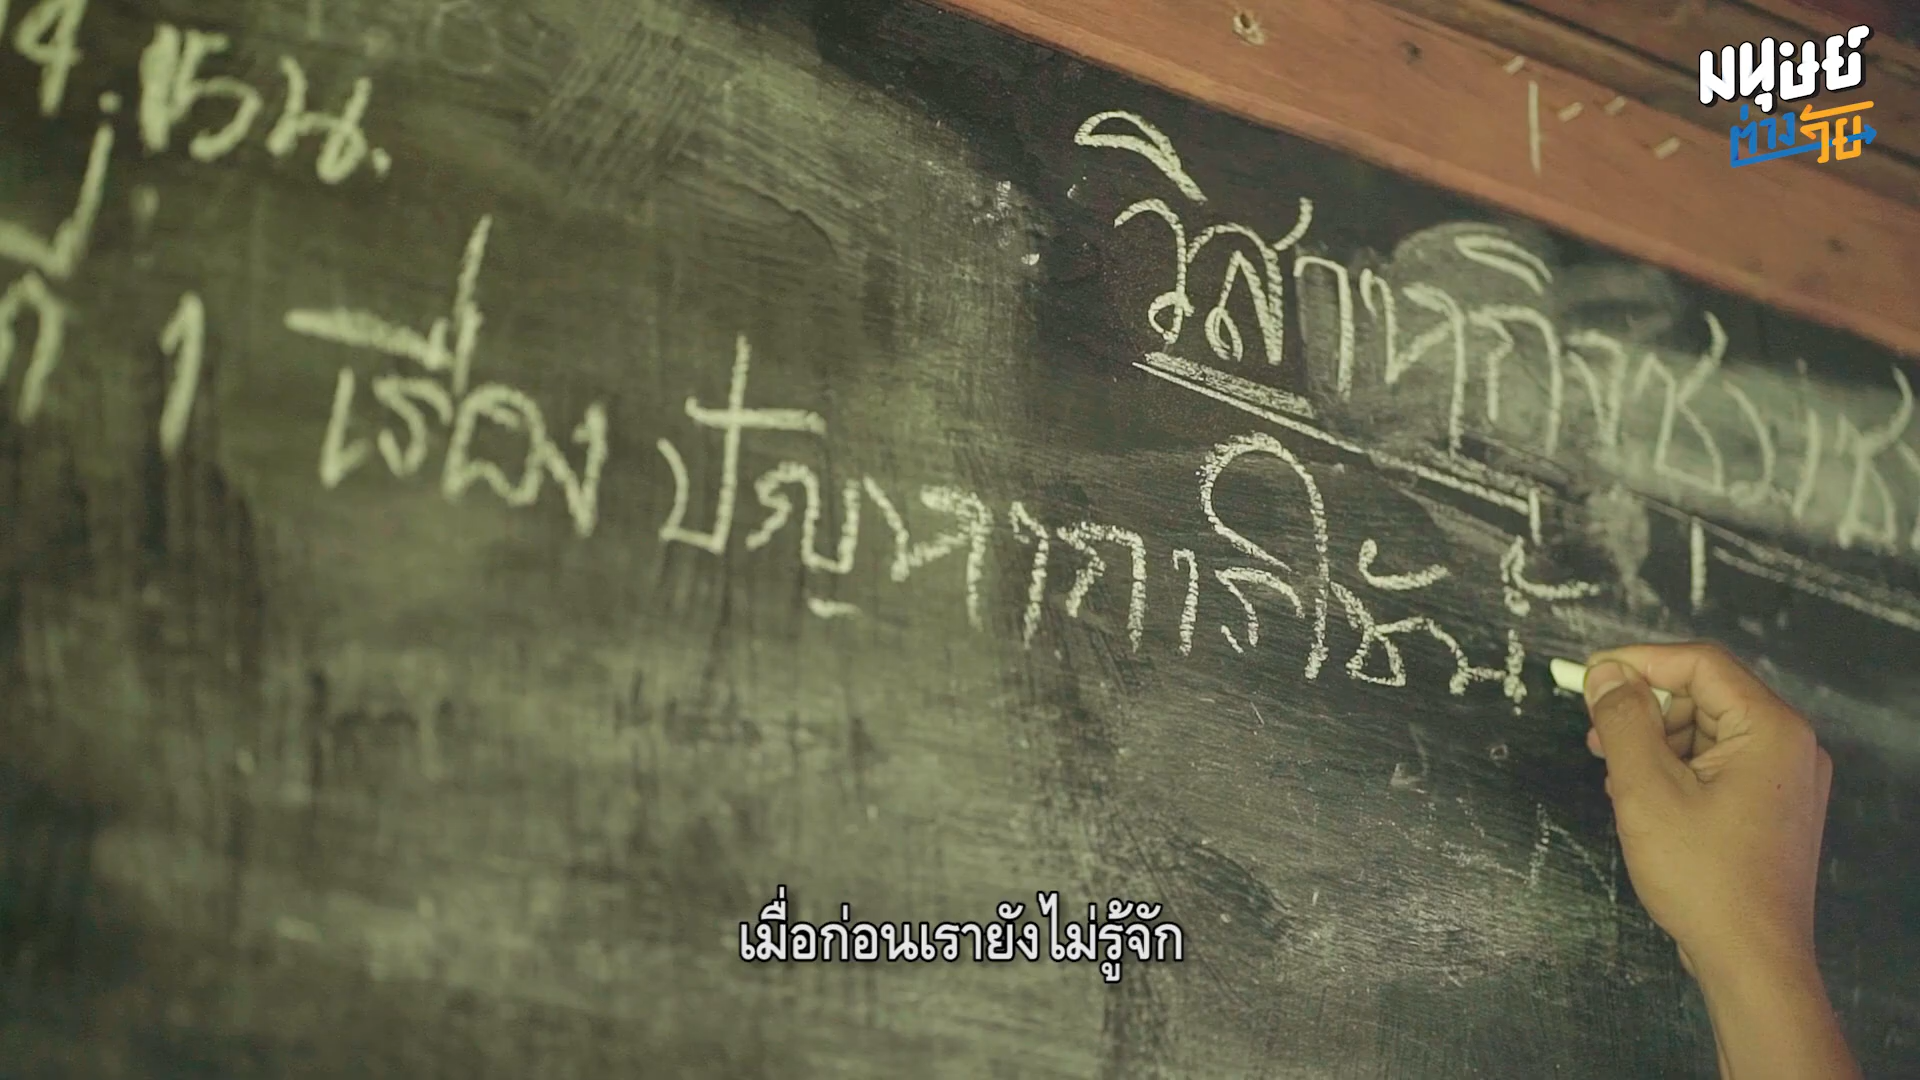 มนุษย์
ต่างวัย
วิสาหกิจชุมช
1 เรื่อง ปัญหาการใช้น้ำ
เมื่อก่อนเรายังไม่รู้จัก